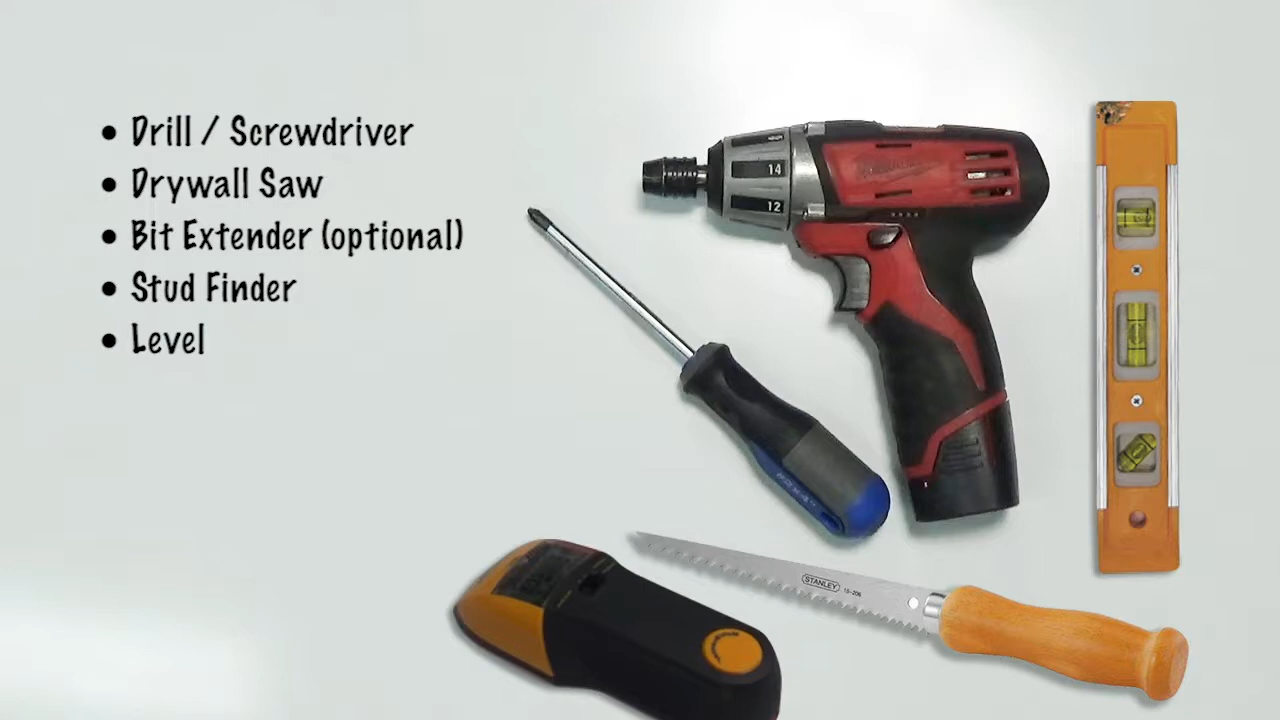 • Drill / Screwdriver
• Drywall Saw
• Bit Extender (optional)
• Stud Finder
• Level
14
12
STANLEY